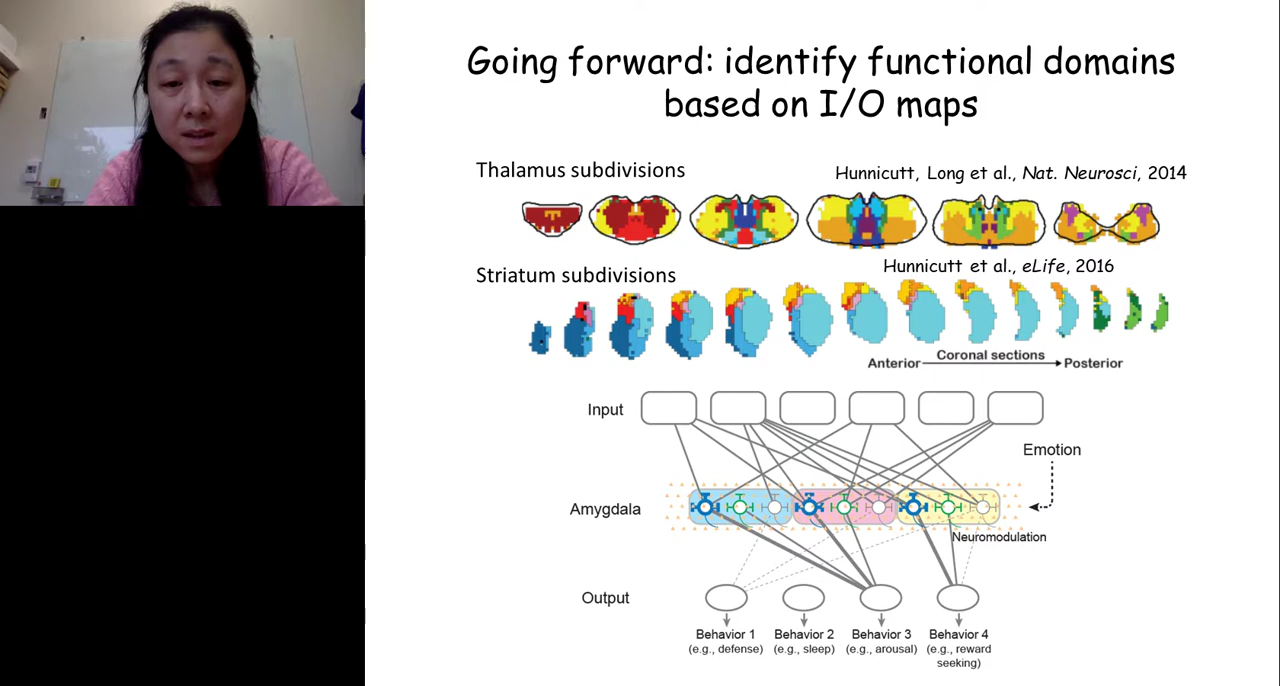 Going forward: identify functional domains
based on I/O maps
Thalamus subdivisions
Hunnicutt, Long et al., Nat. Neurosci, 2014
Striatum subdivisions
Hunnicutt et al., eLife, 2016
Coronal sections
Anterior
Posterior
Input
Emotion
Amygdala
Neuromodulation
Output
Behavior 1
(e.g., defense)
Behavior 2
(e.g., sleep)
Behavior 3
(e.g., arousal)
Behavior 4
(e.g., reward
seeking)